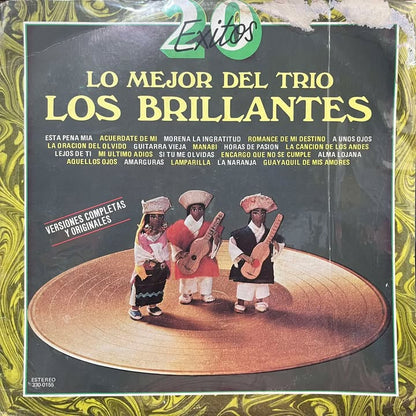 20
Exitos
LO MEJOR DEL TRIO
LOS BRILLANTES
ESTA PENA MIA ACUERDATE DE MI MORENA LA INGRATITUD ROMANCE DE MI DESTINO A UNOS OJOS
LA ORACION DEL OLVIDO GUITARRA VIEJA MANABI HORAS DE PASION LA CANCION DE LOS ANDES
LEJOS DE TI MI ULTIMO ADIOS SI TU ME OLVIDAS ENCARGO QUE NO SE CUMPLE ALMA LOJANA
AQUELLOS OJOS AMARGURAS LAMPARILLA LA NARANJA GUAYAQUIL DE MIS AMORES
VERSIONES COMPLETAS
Y ORIGINALES
ESTEREO
330-0155